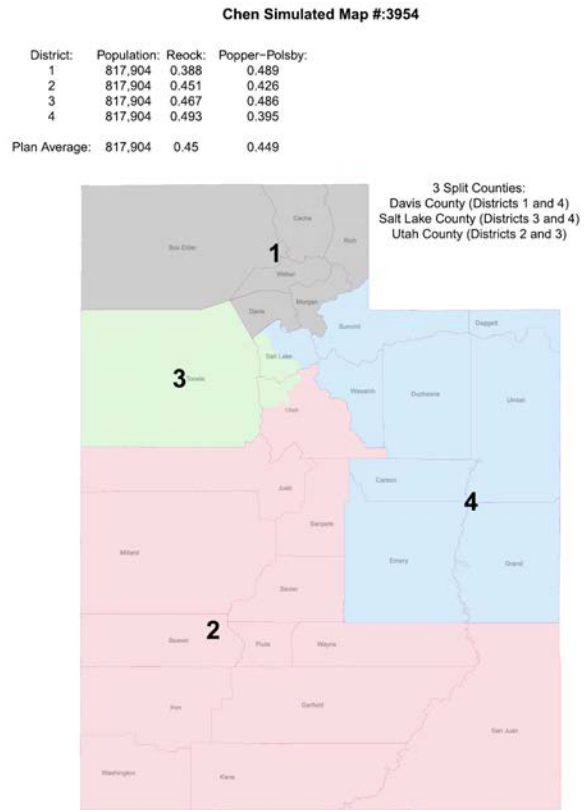 Chen Simulated Map #:3954
District: Population: Reock: Popper−Polsby:
1 817,904 0.388 0.489
2 817,904 0.451 0.426
3 817,904 0.467 0.486
4 817,904 0.493 0.395
Plan Average: 817,904 0.45 0.449
3 Split Counties:
Davis County (Districts 1 and 4)
Salt Lake County (Districts 3 and 4)
Utah County (Districts 2 and 3)
Cache
Box Elder
Rich
1
Weber
Davis
Morgan
Summit
Daggett
Salt Lake
3
Tooele
Wasatch
Duchesne
Uintah
Utah
Carbon
Juab
4
Sanpete
Millard
Emery
Grand
Sevier
2
Beaver
Piute
Wayne
Iron
Garfield
San Juan
Washington
Kane